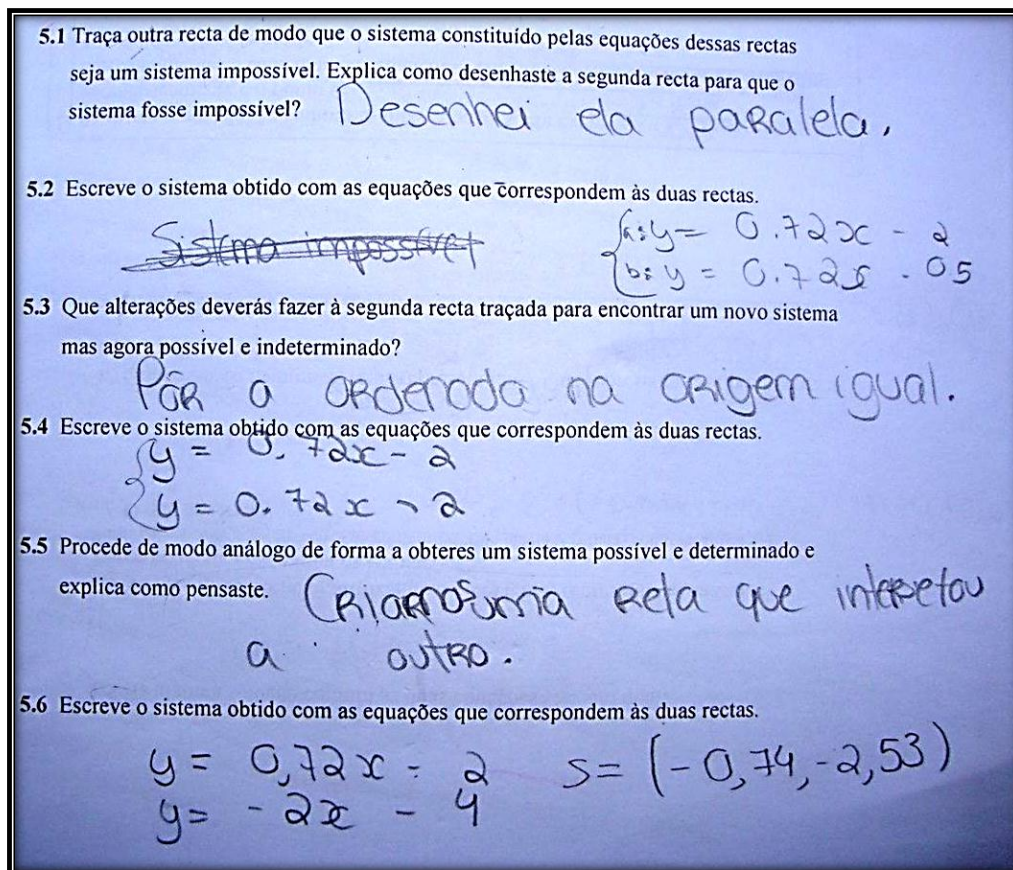 5.1 Traça outra recta de modo que o sistema constituído pelas equações dessas rectas
seja um sistema impossível. Explica como desenhaste a segunda recta para que o
sistema fosse impossível? Desenhei ela paralela.
5.2 Escreve o sistema obtido com as equações que correspondem às duas rectas.
Sistema impossível
{a: y = 0.72x - 2
{b: y = 0.72x - 05
5.3 Que alterações deverás fazer à segunda recta traçada para encontrar um novo sistema
mas agora possível e indeterminado?
Pôr a ordenada na origem igual.
5.4 Escreve o sistema obtido com as equações que correspondem às duas rectas.
{y = 0.72x - 2
{y = 0.72x - 2
5.5 Procede de modo análogo de forma a obteres um sistema possível e determinado e
explica como pensaste. Criamos uma reta que intersetou
a outro.
5.6 Escreve o sistema obtido com as equações que correspondem às duas rectas.
y = 0,72x - 2 S = (-0,74,-2,53)
y = -2x - 4